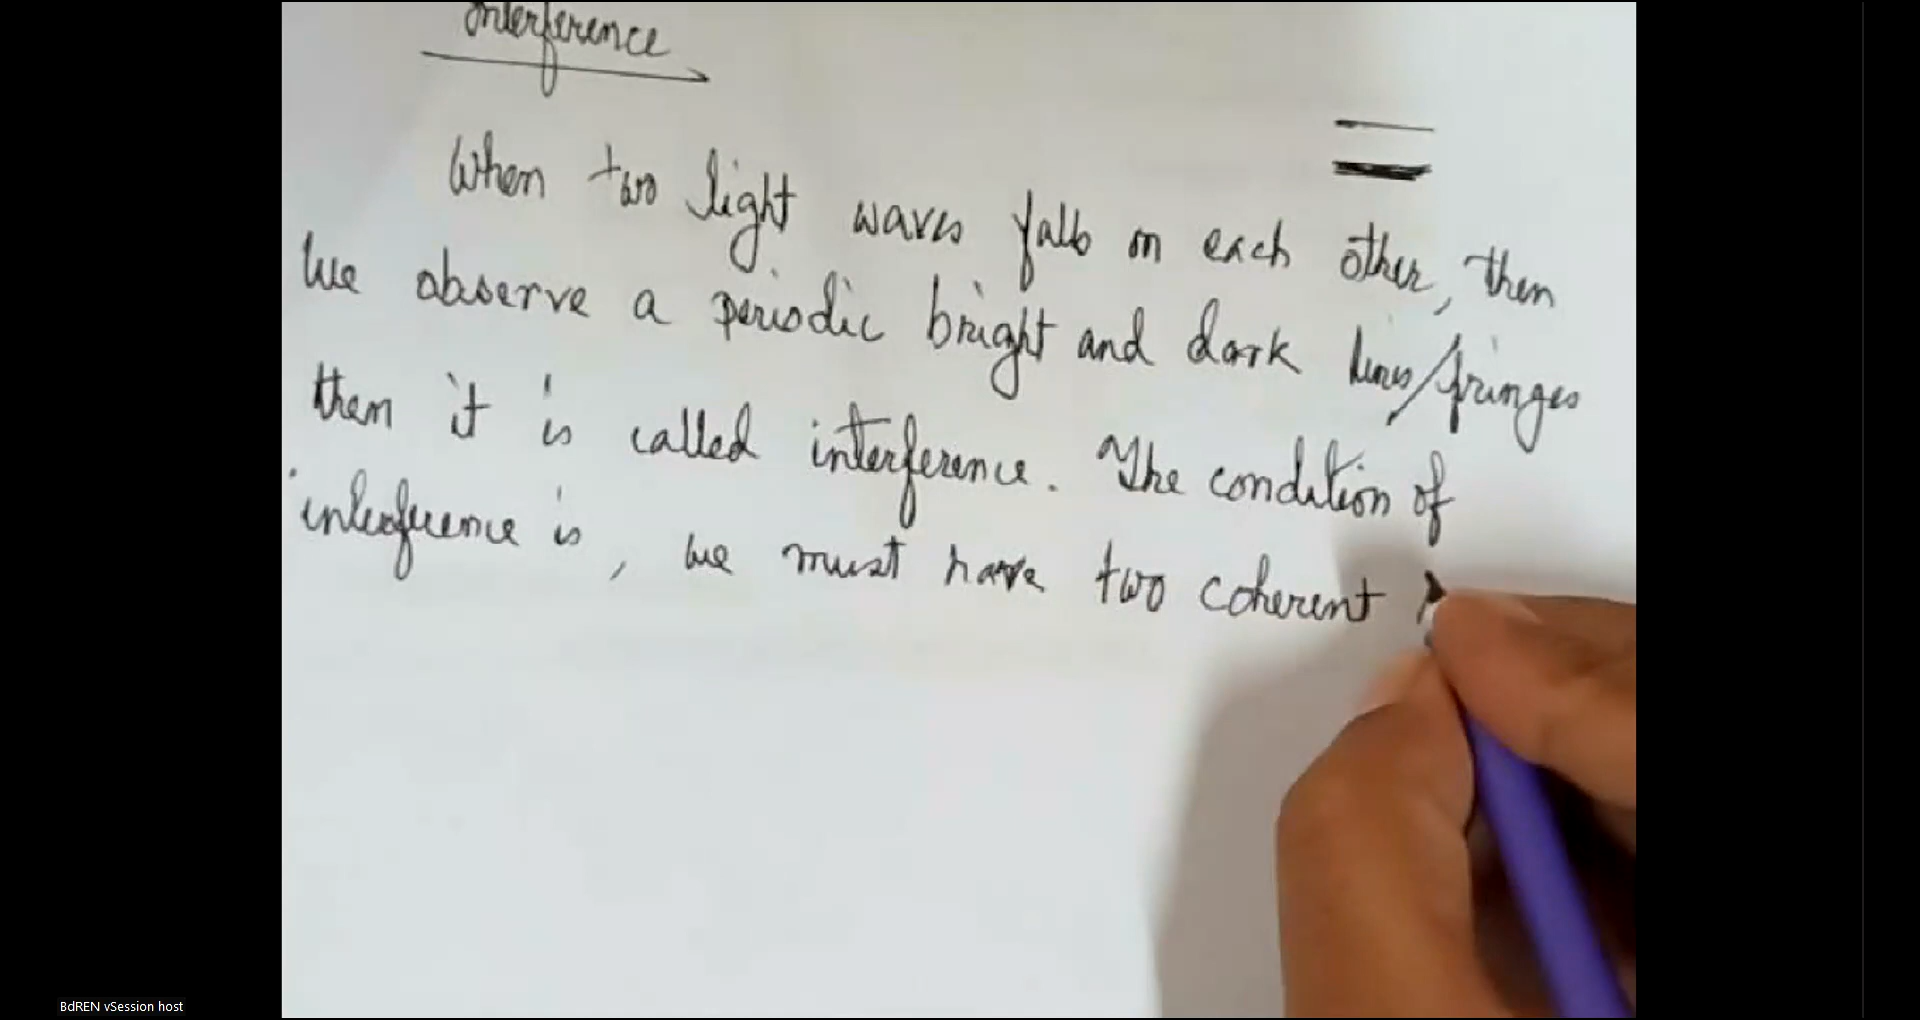 Interference
When two light waves falls on each other, then
we observe a periodic bright and dark lines/fringes
then it is called interference. The condition of
interference is, we must have two coherent
BdREN vSession host